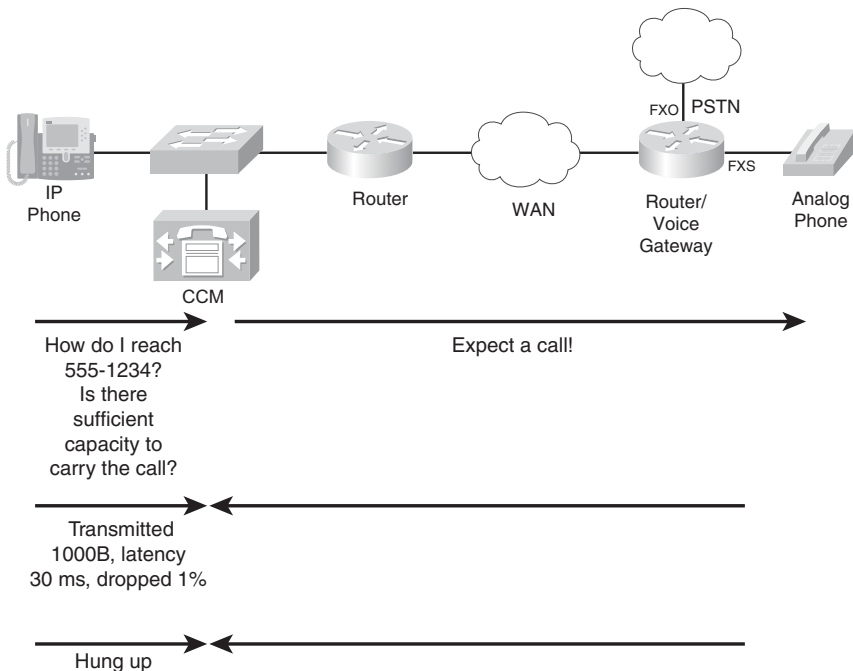 FXO
PSTN
FXS
IP
Phone
Router
WAN
Router/
Voice
Gateway
Analog
Phone
CCM
How do I reach
555-1234?
Is there
sufficient
capacity to
carry the call?
Expect a call!
Transmitted
1000B, latency
30 ms, dropped 1%
Hung up